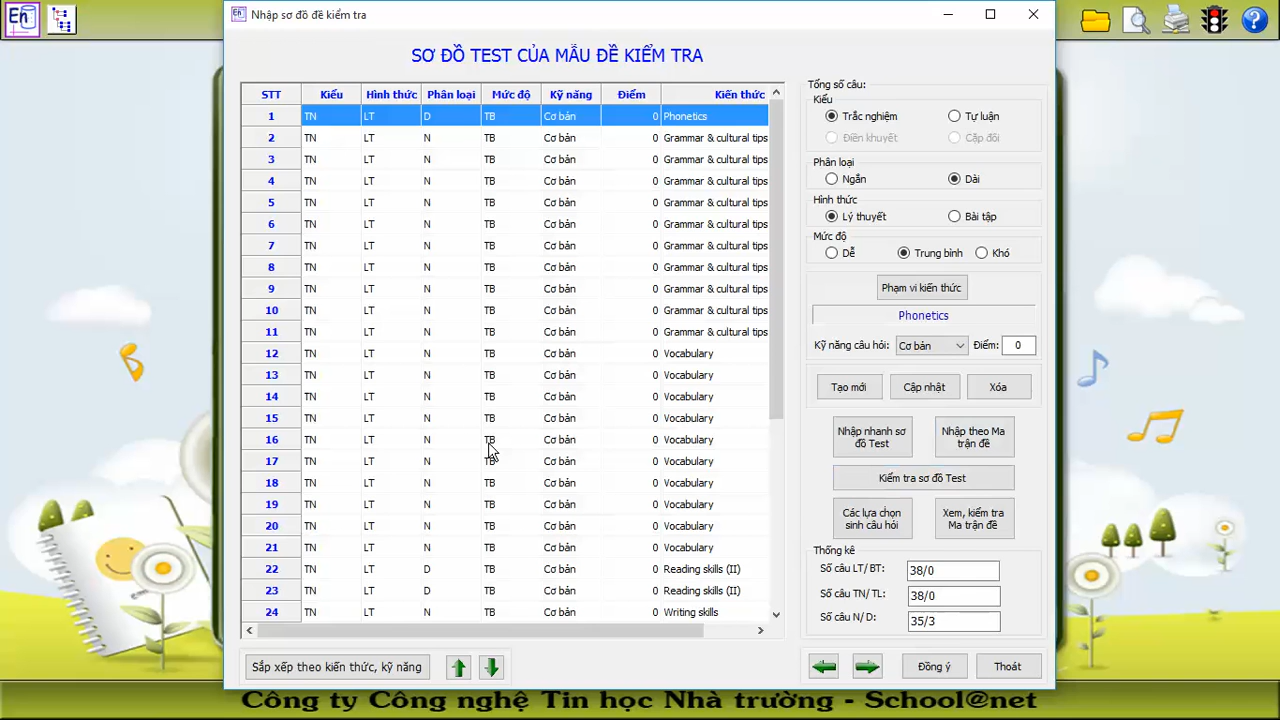 En
Nhập sơ đồ đề kiểm tra
SƠ ĐỒ TEST CỦA MẪU ĐỀ KIỂM TRA
STT Kiểu Hình thức Phân loại Mức độ Kỹ năng Điểm Kiến thức
1 TN LT D TB Cơ bản 0 Phonetics
2 TN LT N TB Cơ bản 0 Grammar & cultural tips
3 TN LT N TB Cơ bản 0 Grammar & cultural tips
4 TN LT N TB Cơ bản 0 Grammar & cultural tips
5 TN LT N TB Cơ bản 0 Grammar & cultural tips
6 TN LT N TB Cơ bản 0 Grammar & cultural tips
7 TN LT N TB Cơ bản 0 Grammar & cultural tips
8 TN LT N TB Cơ bản 0 Grammar & cultural tips
9 TN LT N TB Cơ bản 0 Grammar & cultural tips
10 TN LT N TB Cơ bản 0 Grammar & cultural tips
11 TN LT N TB Cơ bản 0 Grammar & cultural tips
12 TN LT N TB Cơ bản 0 Vocabulary
13 TN LT N TB Cơ bản 0 Vocabulary
14 TN LT N TB Cơ bản 0 Vocabulary
15 TN LT N TB Cơ bản 0 Vocabulary
16 TN LT N TB Cơ bản 0 Vocabulary
17 TN LT N TB Cơ bản 0 Vocabulary
18 TN LT N TB Cơ bản 0 Vocabulary
19 TN LT N TB Cơ bản 0 Vocabulary
20 TN LT N TB Cơ bản 0 Vocabulary
21 TN LT N TB Cơ bản 0 Vocabulary
22 TN LT D TB Cơ bản 0 Reading skills (II)
23 TN LT D TB Cơ bản 0 Reading skills (II)
24 TN LT N TB Cơ bản 0 Writing skills
Sắp xếp theo kiến thức, kỹ năng
Tổng số câu:
Kiểu
Trắc nghiệm Tự luận
Điền khuyết Cặp đôi
Phân loại
Ngắn Dài
Hình thức
Lý thuyết Bài tập
Mức độ
Dễ Trung bình Khó
Phạm vi kiến thức
Phonetics
Kỹ năng câu hỏi: Cơ bản Điểm: 0
Tạo mới Cập nhật Xóa
Nhập nhanh sơ đồ Test
Nhập theo Ma trận đề
Kiểm tra sơ đồ Test
Các lựa chọn sinh câu hỏi
Xem, kiểm tra Ma trận đề
Thống kê
Số câu LT/ BT: 38/0
Số câu TN/ TL: 38/0
Số câu N/ D: 35/3
Đồng ý Thoát
Công ty Công nghệ Tin học Nhà trường - School@net